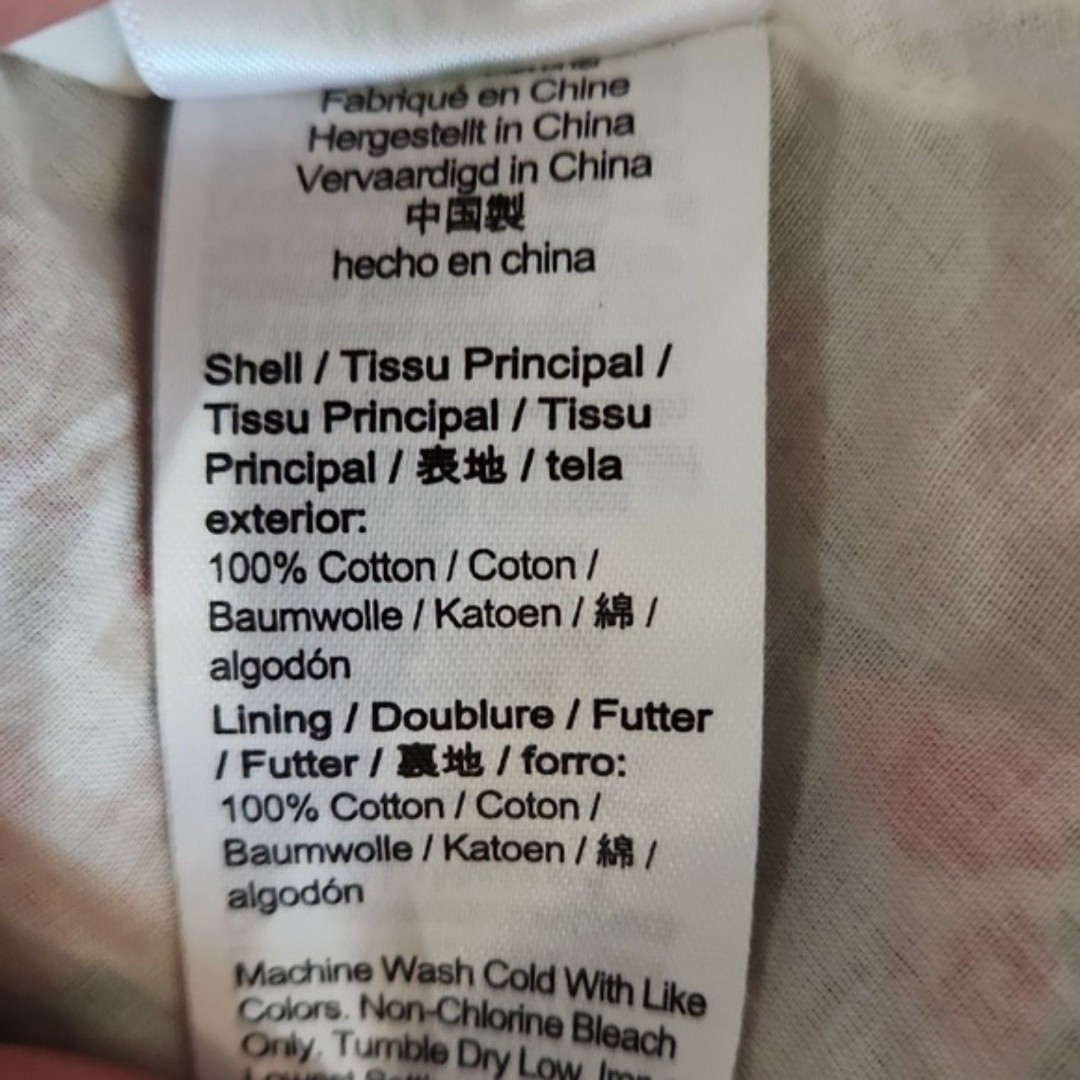 Fabriqué en Chine
Hergestellt in China
Vervaardigd in China
中国製
hecho en china
Shell / Tissu Principal /
Tissu Principal / Tissu
Principal / 表地 / tela
exterior:
100% Cotton / Coton /
Baumwolle / Katoen / 綿 /
algodón
Lining / Doublure / Futter
/ Futter / 裏地 / forro:
100% Cotton / Coton /
Baumwolle / Katoen / 綿 /
algodón
Machine Wash Cold With Like
Colors. Non-Chlorine Bleach
Only. Tumble Dry Low.